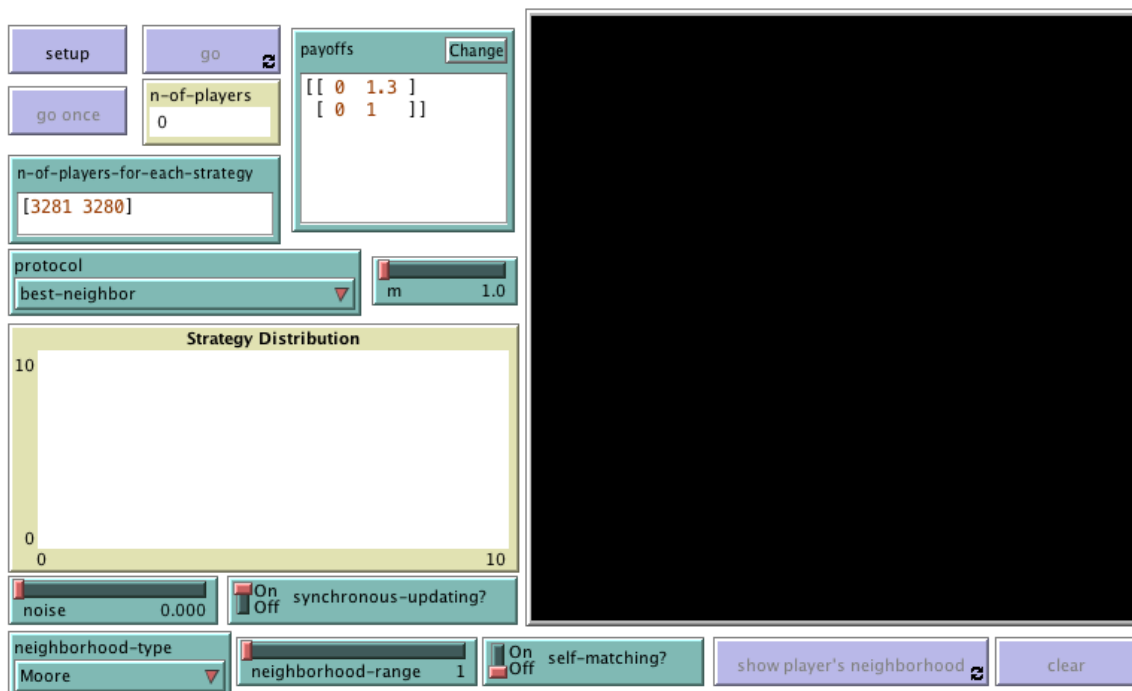 setup
go
payoffs
Change
[[ 0 1.3 ]
[ 0 1 ]]
go once
n-of-players
0
n-of-players-for-each-strategy
[3281 3280]
protocol
best-neighbor
m 1.0
Strategy Distribution
10
0
0 10
noise 0.000
On
Off
synchronous-updating?
neighborhood-type
Moore
neighborhood-range 1
On
Off
self-matching?
show player's neighborhood
clear